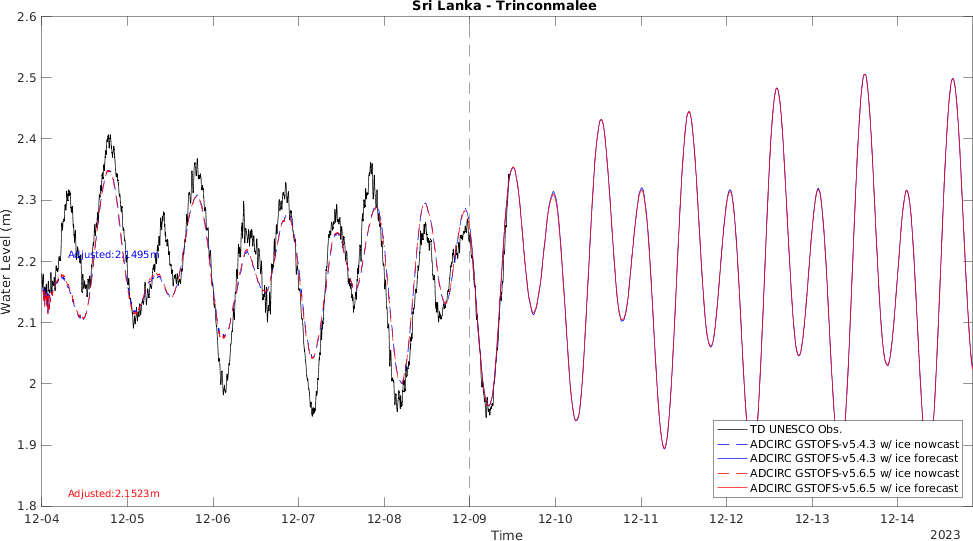 Sri Lanka - Trinconmalee
2.6
2.5
2.4
2.3
2.2
2.1
2
1.9
1.8
Water Level (m)
Adjusted:2.1495m
Adjusted:2.1523m
TD UNESCO Obs.
ADCIRC GSTOFS-v5.4.3 w/ ice nowcast
ADCIRC GSTOFS-v5.4.3 w/ ice forecast
ADCIRC GSTOFS-v5.6.5 w/ ice nowcast
ADCIRC GSTOFS-v5.6.5 w/ ice forecast
12-04 12-05 12-06 12-07 12-08 12-09 12-10 12-11 12-12 12-13 12-14
Time
2023